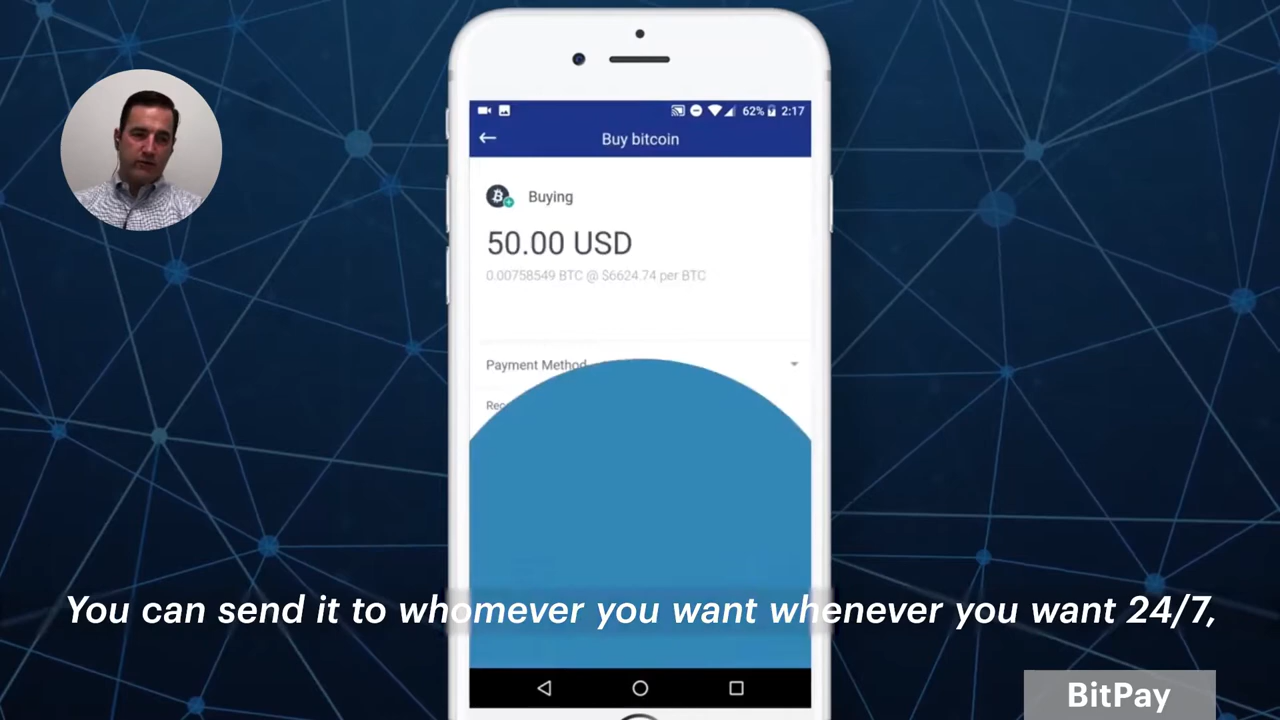 62% 2:17
Buy bitcoin
Buying
50.00 USD
0.00758549 BTC @ $6624.74 per BTC
Payment Method
You can send it to whomever you want whenever you want 24/7,
BitPay